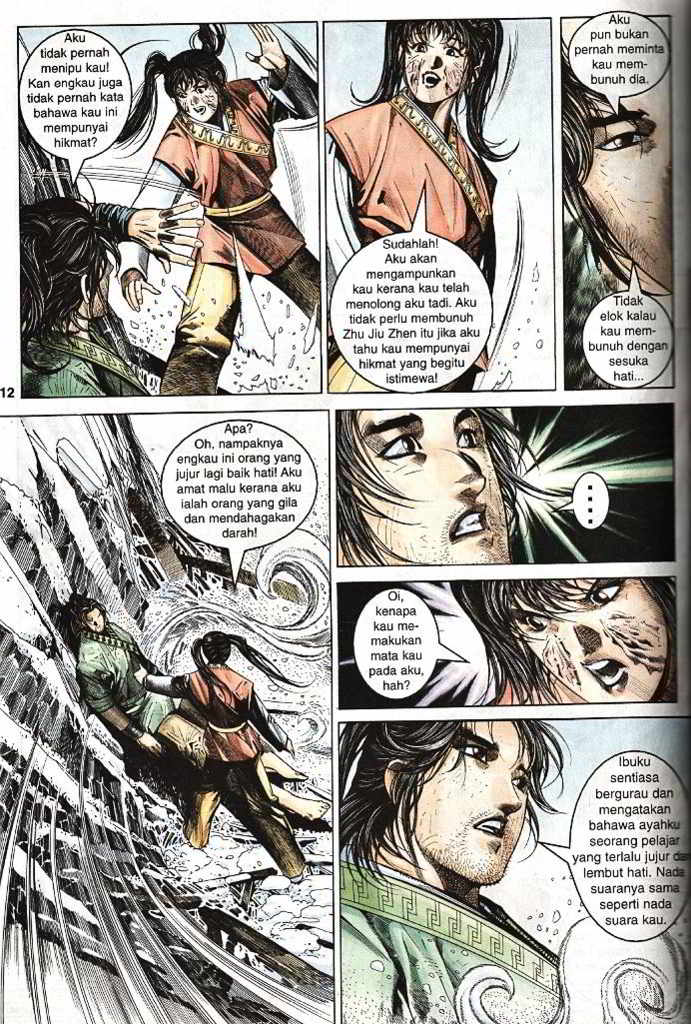 Aku
tidak pernah
menipu kau!
Kan engkau juga
tidak pernah kata
bahawa kau ini
mempunyai
hikmat?
Sudahlah!
Aku akan
mengampunkan
kau kerana kau telah
menolong aku tadi. Aku
tidak perlu membunuh
Zhu Jiu Zhen itu jika aku
tahu kau mempunyai
hikmat yang begitu
istimewa!
Aku
pun bukan
pernah meminta
kau mem-
bunuh dia.
Tidak
elok kalau
kau mem-
bunuh dengan
sesuka
hati...
12
Apa?
Oh, nampaknya
engkau ini orang yang
jujur lagi baik hati! Aku
amat malu kerana aku
ialah orang yang gila
dan mendahagakan
darah!
....
Oi,
kenapa
kau me-
makukan
mata kau
pada aku,
hah?
Ibuku
sentiasa
bergurau dan
mengatakan
bahawa ayahku
seorang pelajar
yang terlalu jujur dan
lembut hati. Nada
suaranya sama
seperti nada
suara kau.